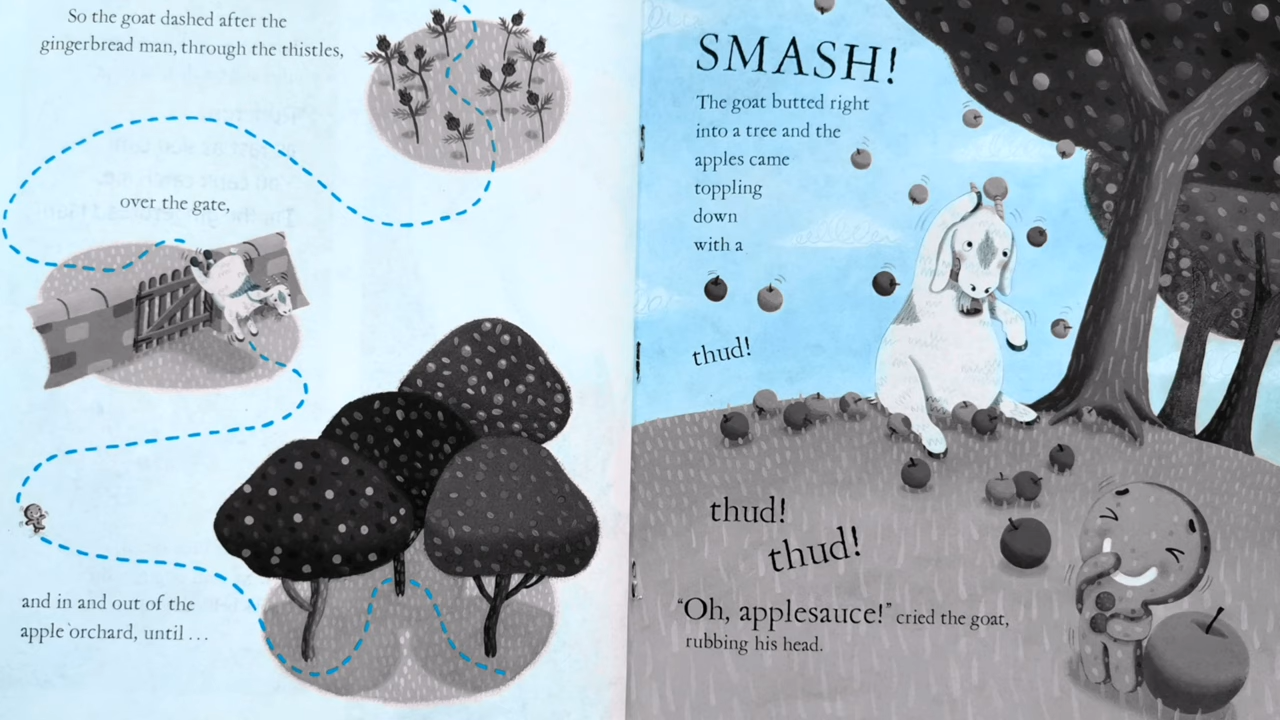 So the goat dashed after the
gingerbread man, through the thistles,
over the gate,
and in and out of the
apple orchard, until ...
SMASH!
The goat butted right
into a tree and the
apples came
toppling
down
with a
thud!
thud!
thud!
"Oh, applesauce!" cried the goat,
rubbing his head.